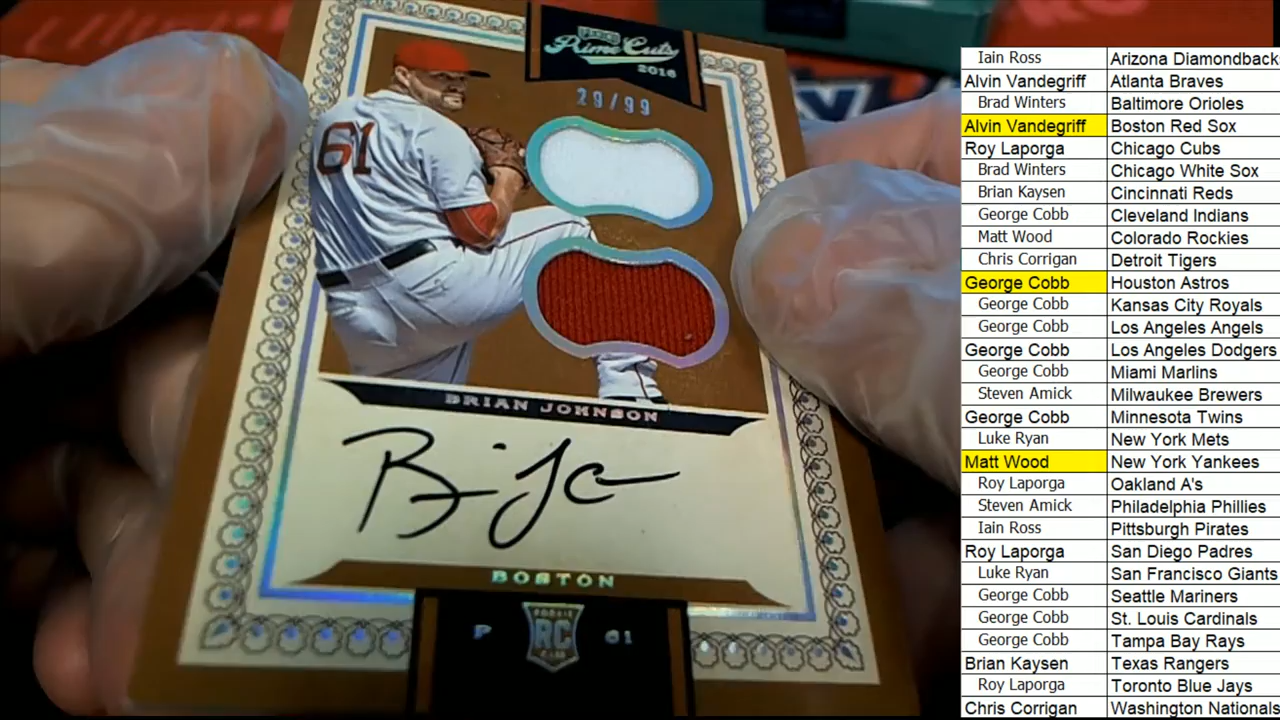 PANINI
Prime Cuts
2016
29/99
61
BRIAN JOHNSON
BOSTON
P
ROOKIE
RC
61
Iain Ross Arizona Diamondback
Alvin Vandegriff Atlanta Braves
Brad Winters Baltimore Orioles
Alvin Vandegriff Boston Red Sox
Roy Laporga Chicago Cubs
Brad Winters Chicago White Sox
Brian Kaysen Cincinnati Reds
George Cobb Cleveland Indians
Matt Wood Colorado Rockies
Chris Corrigan Detroit Tigers
George Cobb Houston Astros
George Cobb Kansas City Royals
George Cobb Los Angeles Angels
George Cobb Los Angeles Dodgers
George Cobb Miami Marlins
Steven Amick Milwaukee Brewers
George Cobb Minnesota Twins
Luke Ryan New York Mets
Matt Wood New York Yankees
Roy Laporga Oakland A's
Steven Amick Philadelphia Phillies
Iain Ross Pittsburgh Pirates
Roy Laporga San Diego Padres
Luke Ryan San Francisco Giants
George Cobb Seattle Mariners
George Cobb St. Louis Cardinals
George Cobb Tampa Bay Rays
Brian Kaysen Texas Rangers
Roy Laporga Toronto Blue Jays
Chris Corrigan Washington Nationals